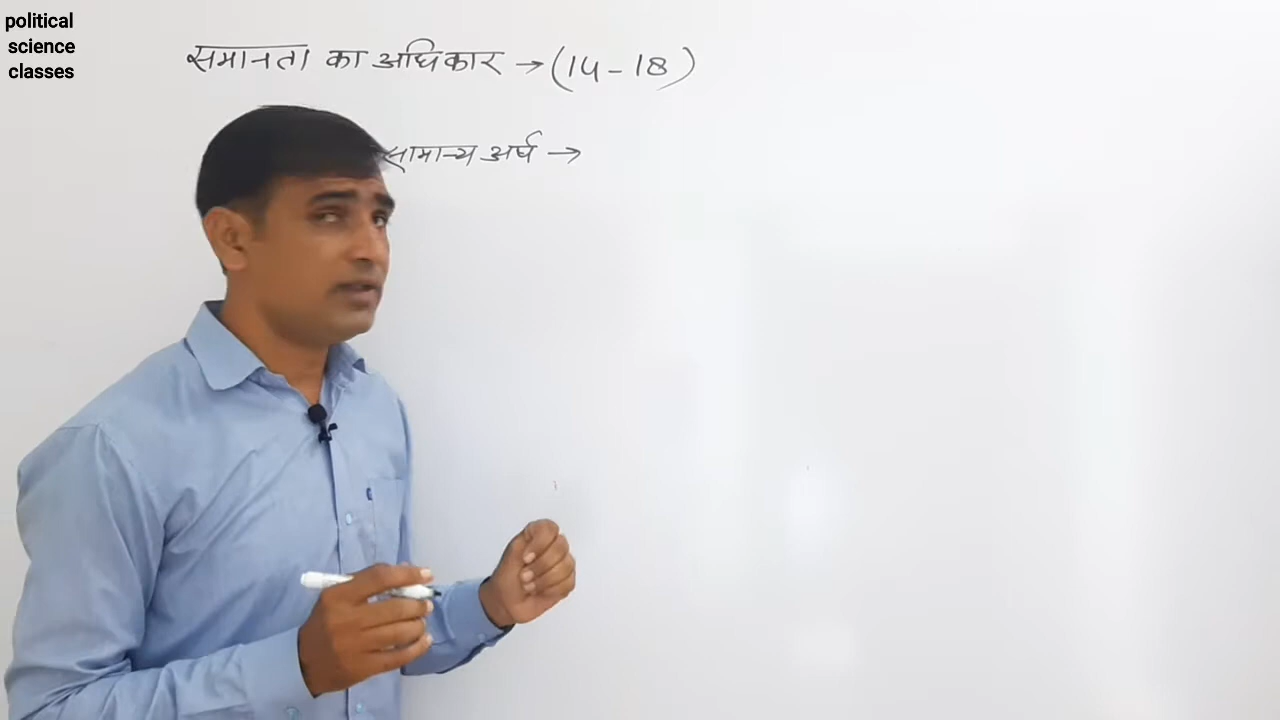 political
science
classes
समानता का अधिकार → (14 - 18)
सामान्य अर्थ →